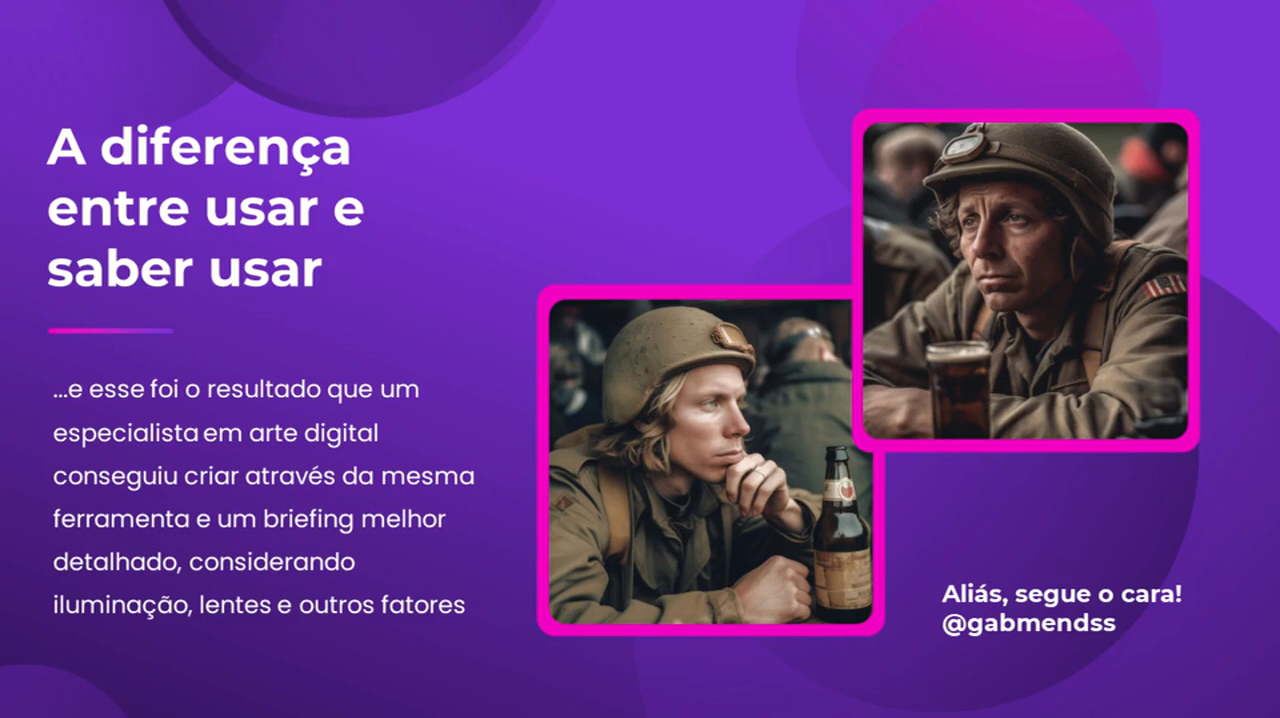 A diferença
entre usar e
saber usar
...e esse foi o resultado que um
especialista em arte digital
conseguiu criar através da mesma
ferramenta e um briefing melhor
detalhado, considerando
iluminação, lentes e outros fatores
Aliás, segue o cara!
@gabmendss